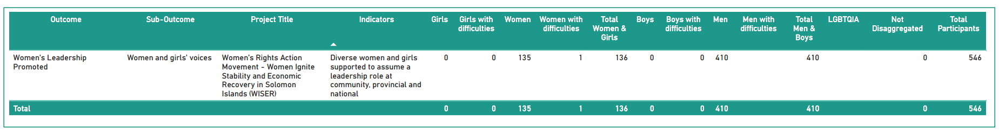 Outcome Sub-Outcome Project Title Indicators Girls Girls with Women Women with Total Boys Boys with Men Men with Total LGBTQIA Not Total
difficulties difficulties Women & difficulties difficulties Men & Disaggregated Participants
Girls Boys
Women's Leadership Women and girls' voices Women's Rights Action Diverse women and girls 0 0 135 1 136 0 0 410 410 0 546
Promoted Movement - Women Ignite supported to assume a
Stability and Economic leadership role at
Recovery in Solomon community, provincial and
Islands (WISER) national
Total 0 0 135 1 136 0 0 410 410 0 546